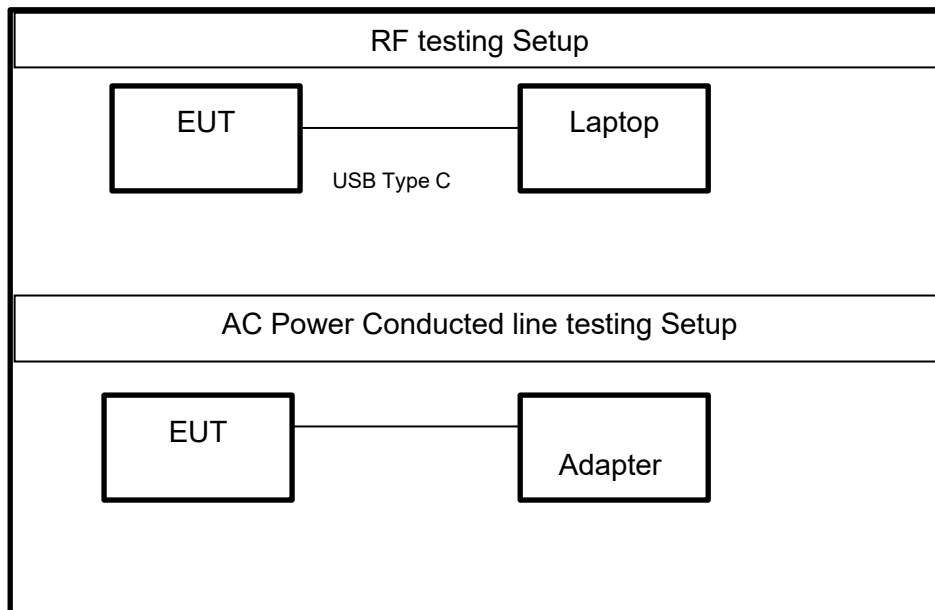 RF testing Setup
EUT
Laptop
USB Type C
AC Power Conducted line testing Setup
EUT
Adapter